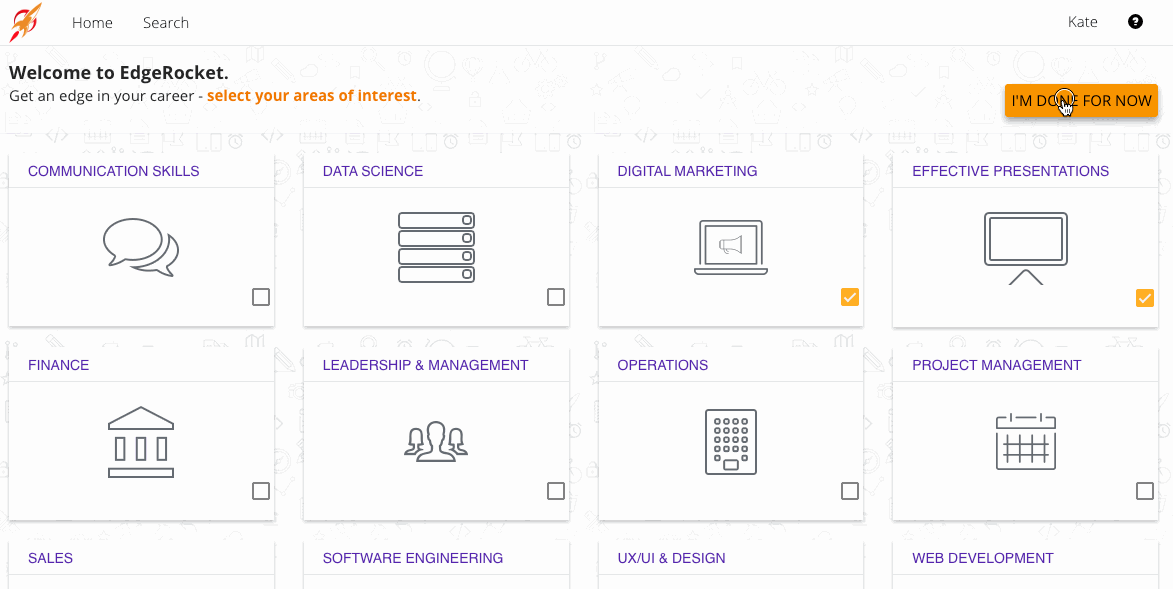 Home Search Kate ?
Welcome to EdgeRocket.
Get an edge in your career - select your areas of interest.
I'M DONE FOR NOW
COMMUNICATION SKILLS
DATA SCIENCE
DIGITAL MARKETING
EFFECTIVE PRESENTATIONS
FINANCE
LEADERSHIP & MANAGEMENT
OPERATIONS
PROJECT MANAGEMENT
SALES
SOFTWARE ENGINEERING
UX/UI & DESIGN
WEB DEVELOPMENT